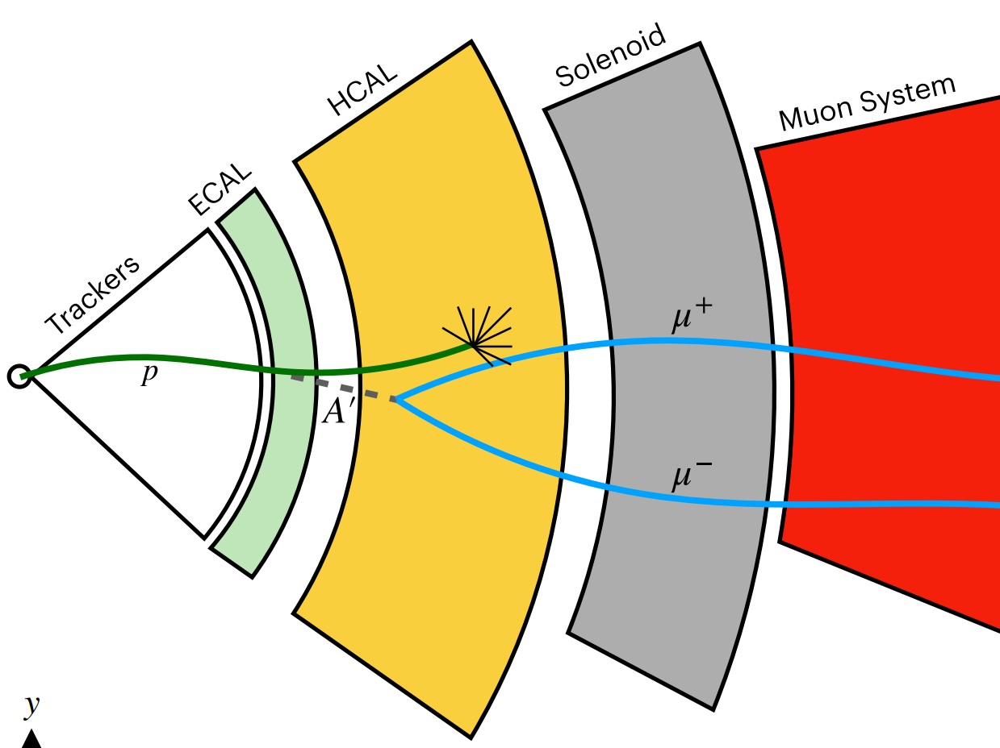 Solenoid
HCAL
Muon System
ECAL
Trackers
μ⁺
p
A′
μ⁻
y